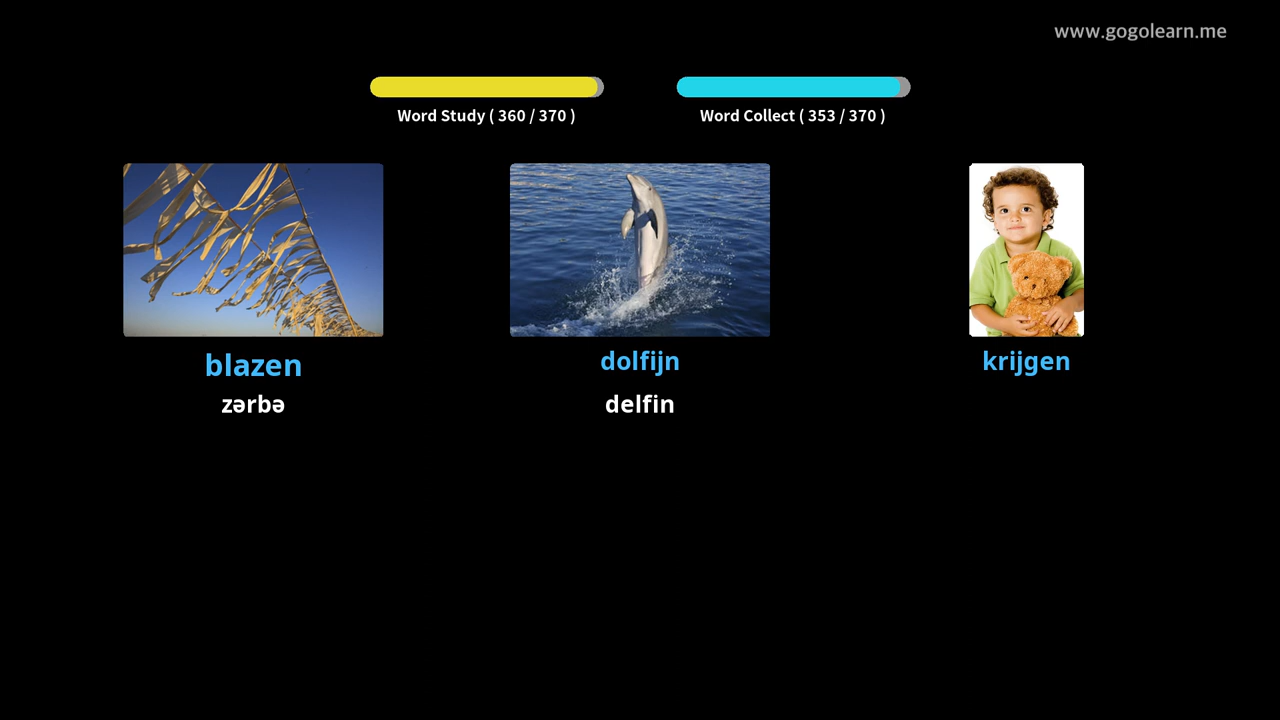 www.gogolearn.me
Word Study ( 360 / 370 )
Word Collect ( 353 / 370 )
blazen
dolfijn
krijgen
zərbə
delfin